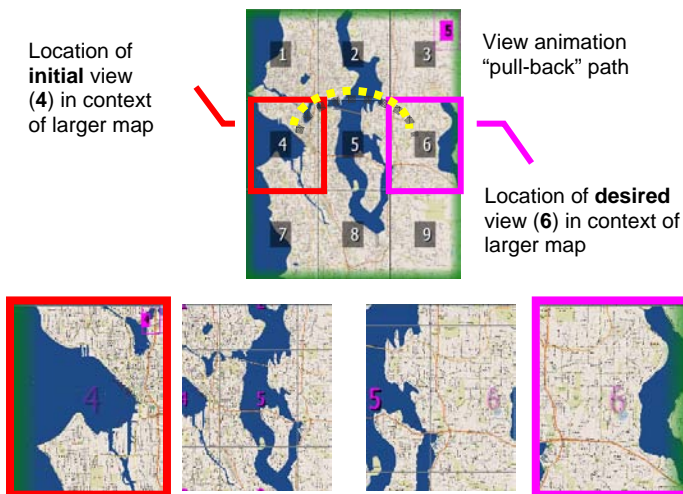 Location of
initial view
(4) in context
of larger map
1 2 3 5
View animation
“pull-back” path
4 5 6
Location of desired
view (6) in context of
larger map
7 8 9
4 5 5 6 6